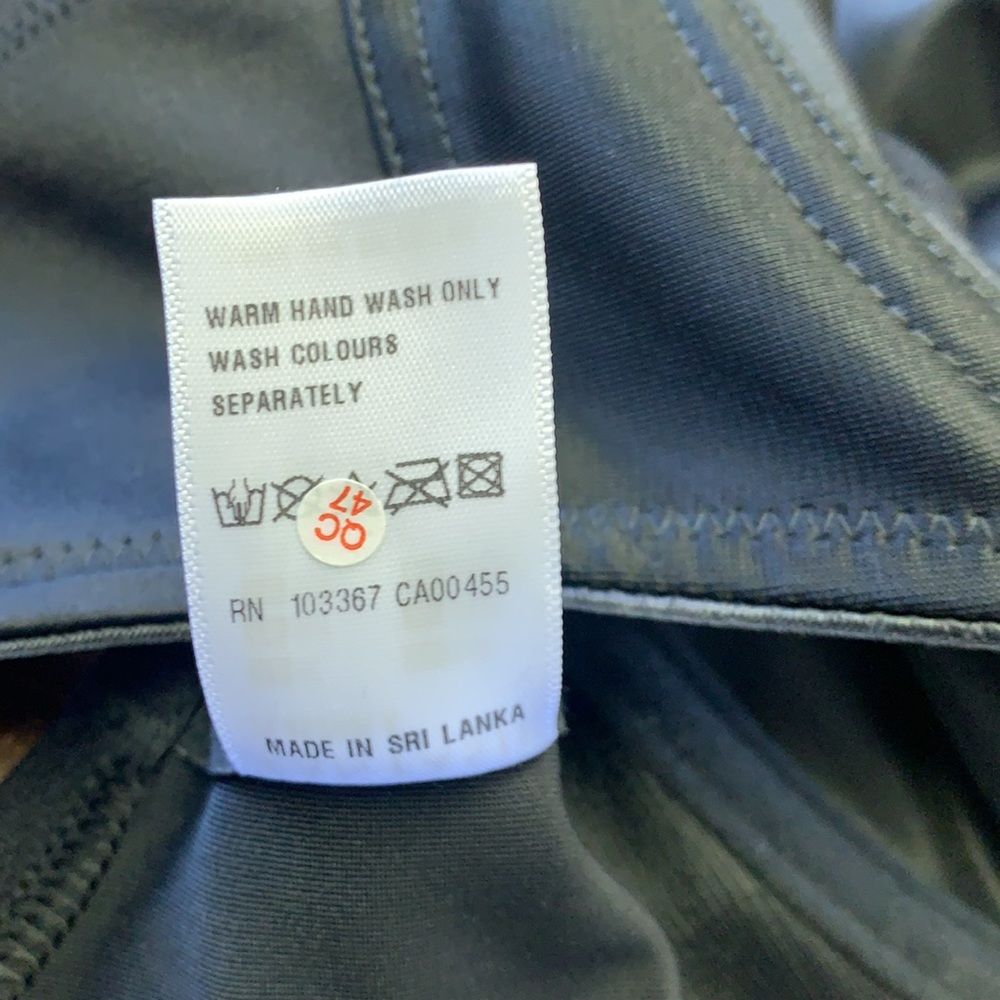 WARM HAND WASH ONLY
WASH COLOURS
SEPARATELY
QC
47
RN 103367 CA00455
MADE IN SRI LANKA